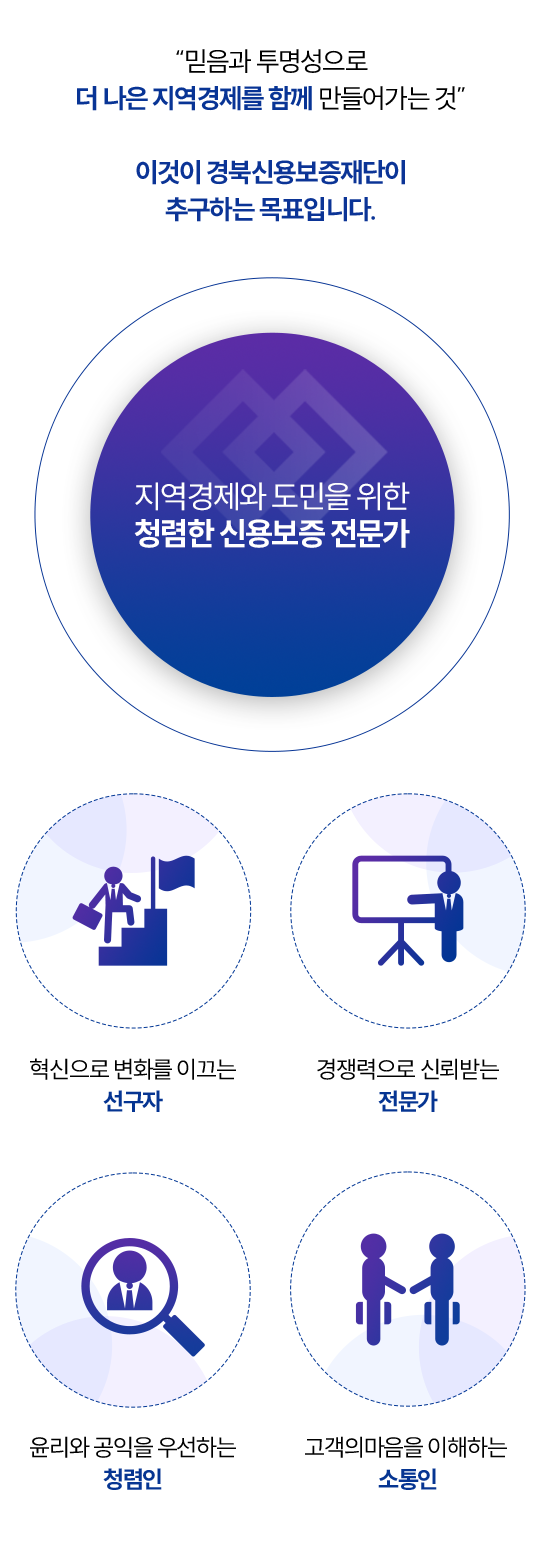 “믿음과 투명성으로
더 나은 지역경제를 함께 만들어가는 것”
이것이 경북신용보증재단이
추구하는 목표입니다.
지역경제와 도민을 위한
청렴한 신용보증 전문가
혁신으로 변화를 이끄는
선구자
경쟁력으로 신뢰받는
전문가
윤리와 공익을 우선하는
청렴인
고객의마음을 이해하는
소통인